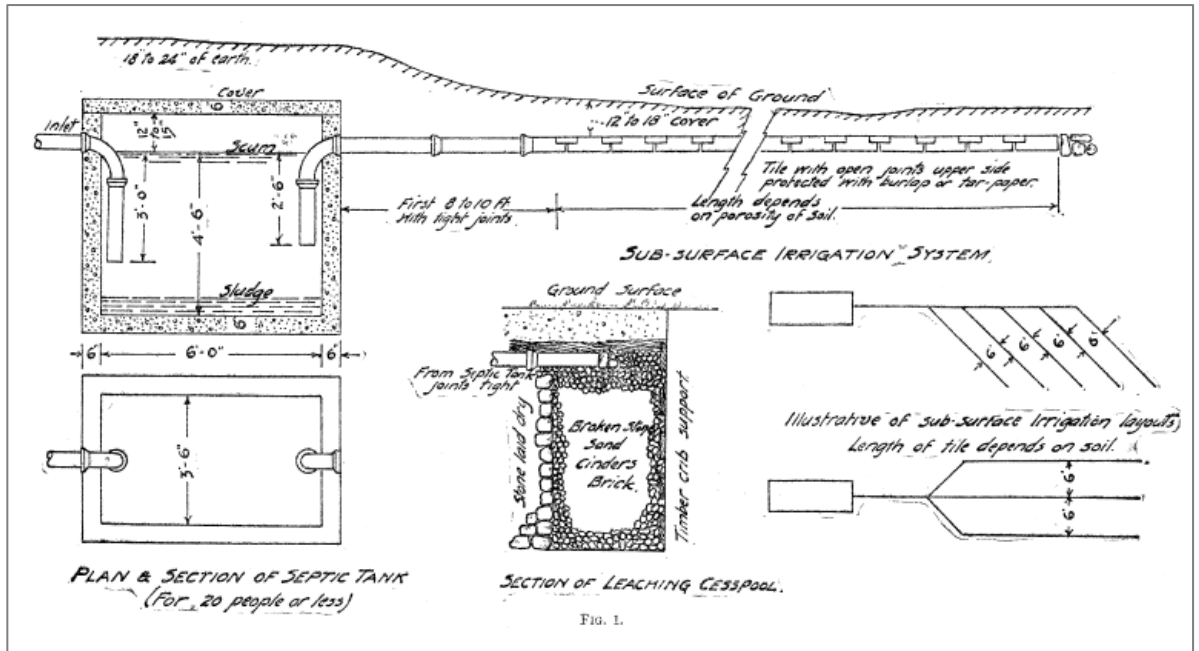 18" to 24" of earth.
Cover
6"
Inlet
12"
to
15"
Scum
3'-0"
4'-6"
2'-6"
Sludge
6"
6"
6'-0"
6"
Surface of Ground
12" to 18" cover
Tile with open joints upper side
protected with burlap or tar-paper.
First 8 to 10 ft.
With tight joints
Length depends
on porosity of soil.
SUB-SURFACE IRRIGATION SYSTEM
3'-6"
PLAN & SECTION OF SEPTIC TANK
(For 20 people or less)
Ground Surface
From Septic Tank
joints tight
Stone laid dry
Broken Stone
Sand
Cinders
Brick.
Timber crib support
SECTION OF LEACHING CESSPOOL.
6'
6'
6'
6'
Illustrative of sub-surface Irrigation layouts
Length of tile depends on soil.
6'
6'
FIG. 1.